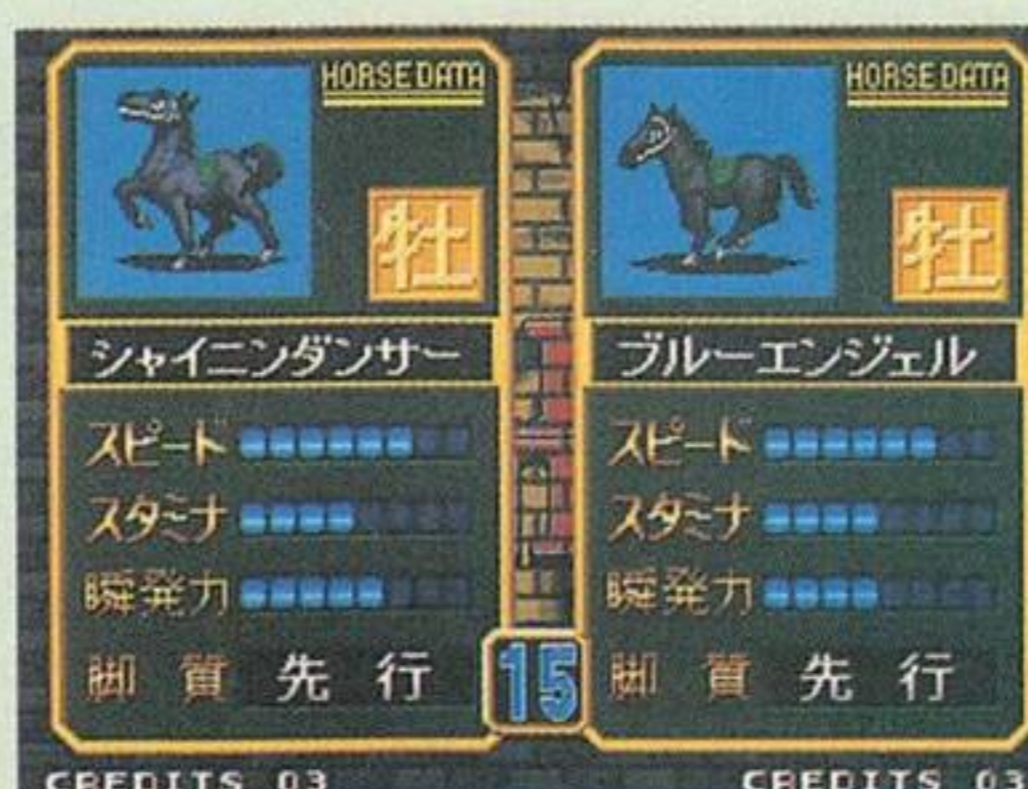 HORSE DATA
牡
シャイニンダンサー
スピード
スタミナ
瞬発力
脚質 先行
HORSE DATA
牡
ブルーエンジェル
スピード
スタミナ
瞬発力
脚質 先行
15
CREDITS 03
CREDITS 03